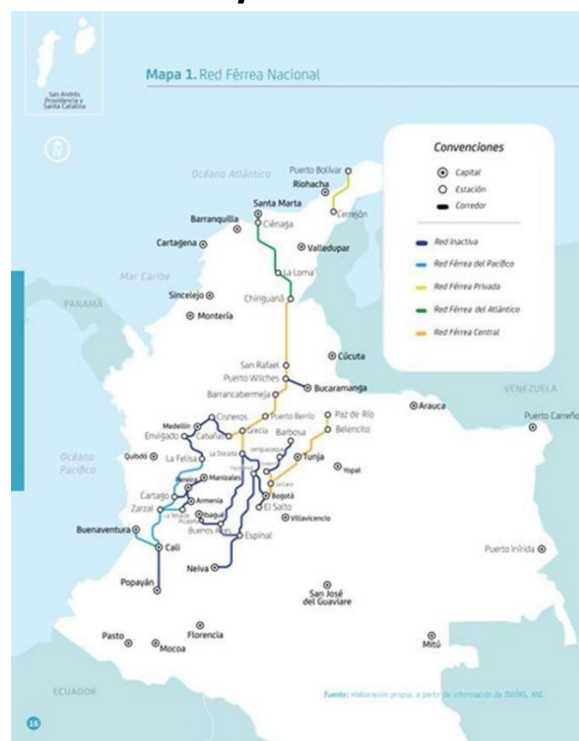 San Andrés
Providencia y
Santa Catalina
Mapa 1. Red Férrea Nacional
N
Convenciones
Capital
Estación
Corredor
Red Inactiva
Red Férrea del Pacífico
Red Férrea Privada
Red Férrea del Atlántico
Red Férrea Central
Océano Atlántico
Puerto Bolívar
Riohacha
Santa Marta
Cerrejón
Barranquilla
Ciénaga
Cartagena
Valledupar
La Loma
Mar Caribe
Sincelejo
Chiriguaná
PANAMÁ
Montería
San Rafael
Cúcuta
Puerto Wilches
Bucaramanga
VENEZUELA
Barrancabermeja
Arauca
Puerto Carreño
Cisneros
Puerto Berrío
Paz de Río
Medellín
Grecia
Barbosa
Belencito
Envigado
Cabañas
Océano
Pacífico
Quibdó
La Felisa
La Dorada
Lenguazaque
Tunja
Yopal
Pereira
Manizales
Cartago
Armenia
Bogotá
Zarzal
Ibagué
El Salto
Villavicencio
Buenaventura
Buenos Aires
Espinal
Cali
Puerto Inírida
Neiva
Popayán
San José
del Guaviare
Pasto
Florencia
Mitú
Mocoa
ECUADOR
Fuente: elaboración propia, a partir de información de INVÍAS, ANI.
16